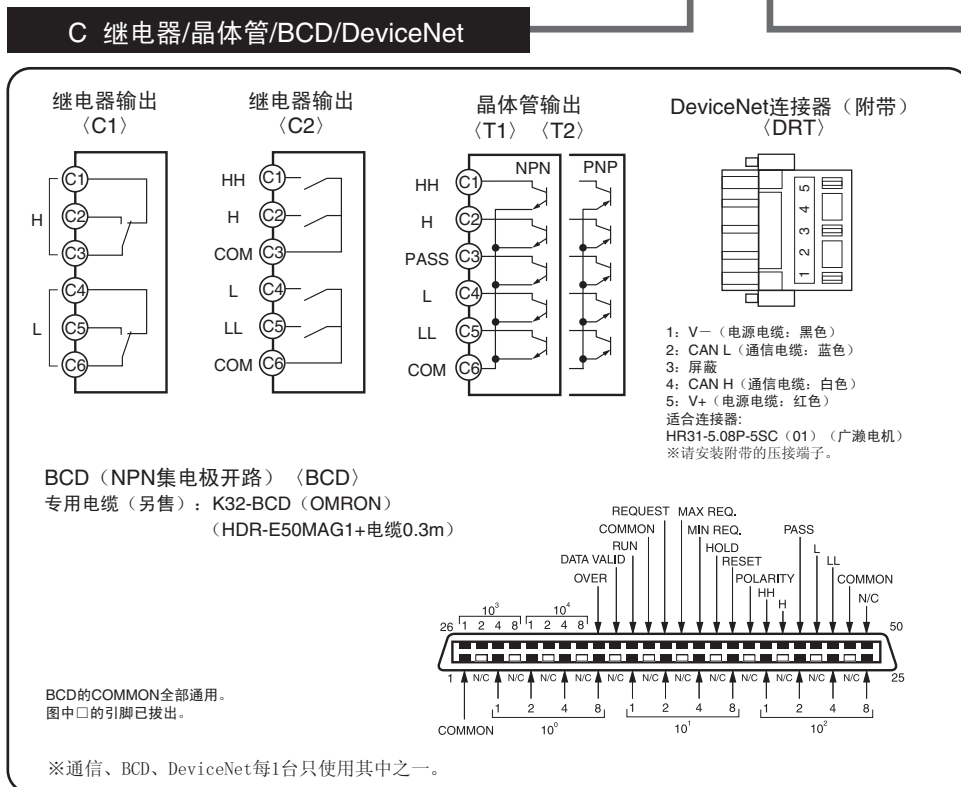 C 继电器/晶体管/BCD/DeviceNet
继电器输出
〈C1〉
H
C1
C2
C3
L
C4
C5
C6
继电器输出
〈C2〉
HH C1
H C2
COM C3
L C4
LL C5
COM C6
晶体管输出
〈T1〉 〈T2〉
NPN PNP
HH C1
H C2
PASS C3
L C4
LL C5
COM C6
DeviceNet连接器（附带）
〈DRT〉
5
4
3
2
1
1：V－（电源电缆：黑色）
2：CAN L（通信电缆：蓝色）
3：屏蔽
4：CAN H（通信电缆：白色）
5：V+（电源电缆：红色）
适合连接器:
HR31-5.08P-5SC（01）（广濑电机）
※请安装附带的压接端子。
BCD（NPN集电极开路）〈BCD〉
专用电缆（另售）：K32-BCD（OMRON）
（HDR-E50MAG1+电缆0.3m）
REQUEST MAX REQ.
COMMON MIN REQ. PASS
RUN HOLD L
DATA VALID RESET LL
OVER POLARITY COMMON
HH N/C
H
10³ 10⁴
26 1 2 4 8 1 2 4 8 50
1 N/C N/C N/C N/C N/C N/C N/C N/C N/C N/C N/C N/C 25
1 2 4 8 1 2 4 8 1 2 4 8
COMMON 10⁰ 10¹ 10²
BCD的COMMON全部通用。
图中□的引脚已拔出。
※通信、BCD、DeviceNet每1台只使用其中之一。